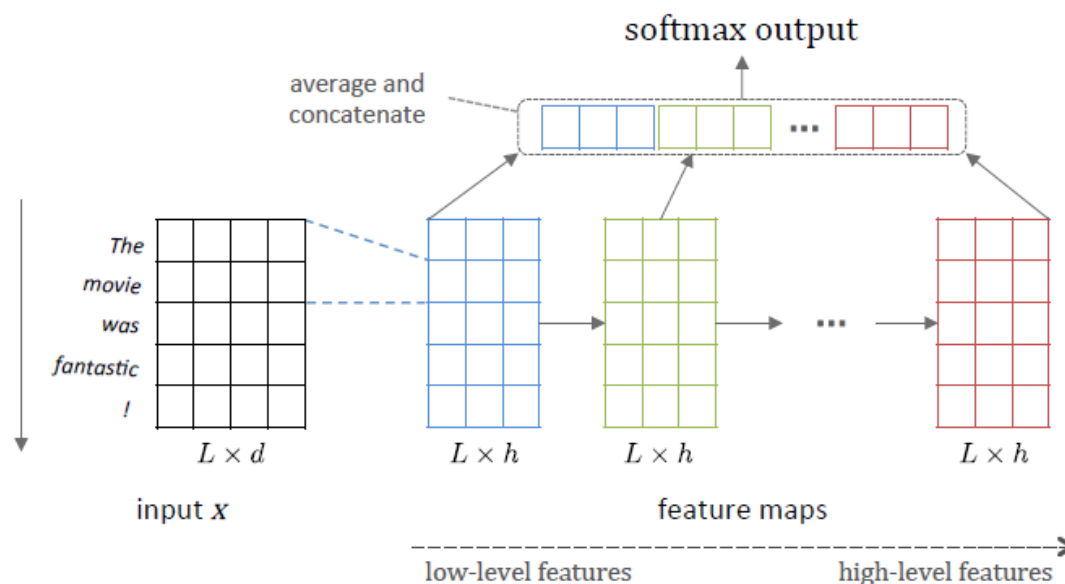 softmax output
average and
concatenate
...
The
movie
was
fantastic
!
...
L × d
L × h
L × h
L × h
input x
feature maps
low-level features
high-level features